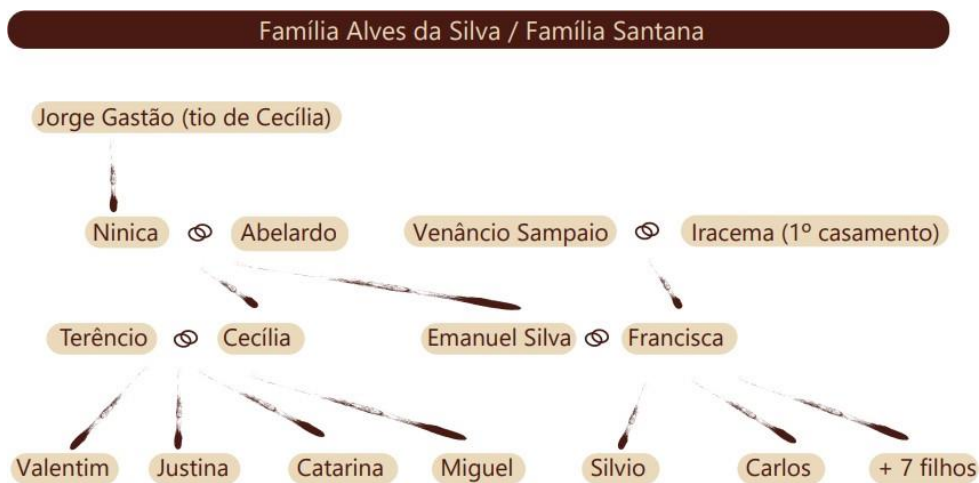 Família Alves da Silva / Família Santana
Jorge Gastão (tio de Cecília)
Ninica Abelardo Venâncio Sampaio Iracema (1º casamento)
Terêncio Cecília Emanuel Silva Francisca
Valentim Justina Catarina Miguel Silvio Carlos + 7 filhos